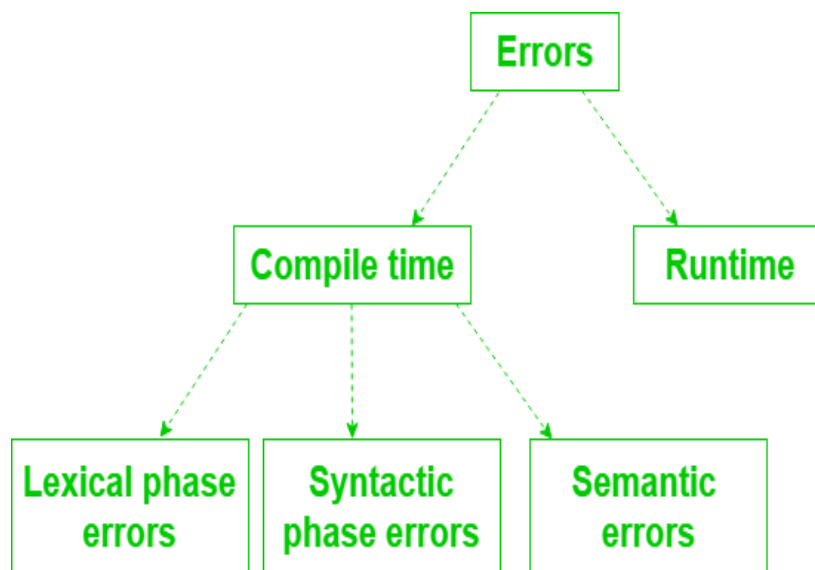 Errors
Compile time
Runtime
Lexical phase
errors
Syntactic
phase errors
Semantic
errors